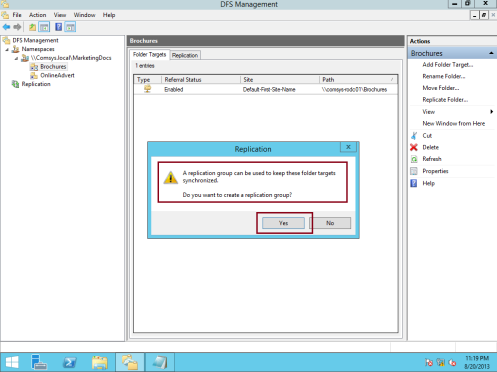 DFS Management
File Action View Window Help
DFS Management
Namespaces
\\Comsys.local\MarketingDocs
Brochures
OnlineAdvert
Replication
Brochures
Folder Targets Replication
1 entries
Type Referral Status Site Path
Enabled Default-First-Site-Name \\comsys-rodc01\Brochures
Replication
x
A replication group can be used to keep these folder targets
synchronized.
Do you want to create a replication group?
Yes No
Actions
Brochures
Add Folder Target...
Rename Folder...
Move Folder...
Replicate Folder...
View
New Window from Here
Cut
Delete
Refresh
Properties
Help
11:19 PM
8/20/2013